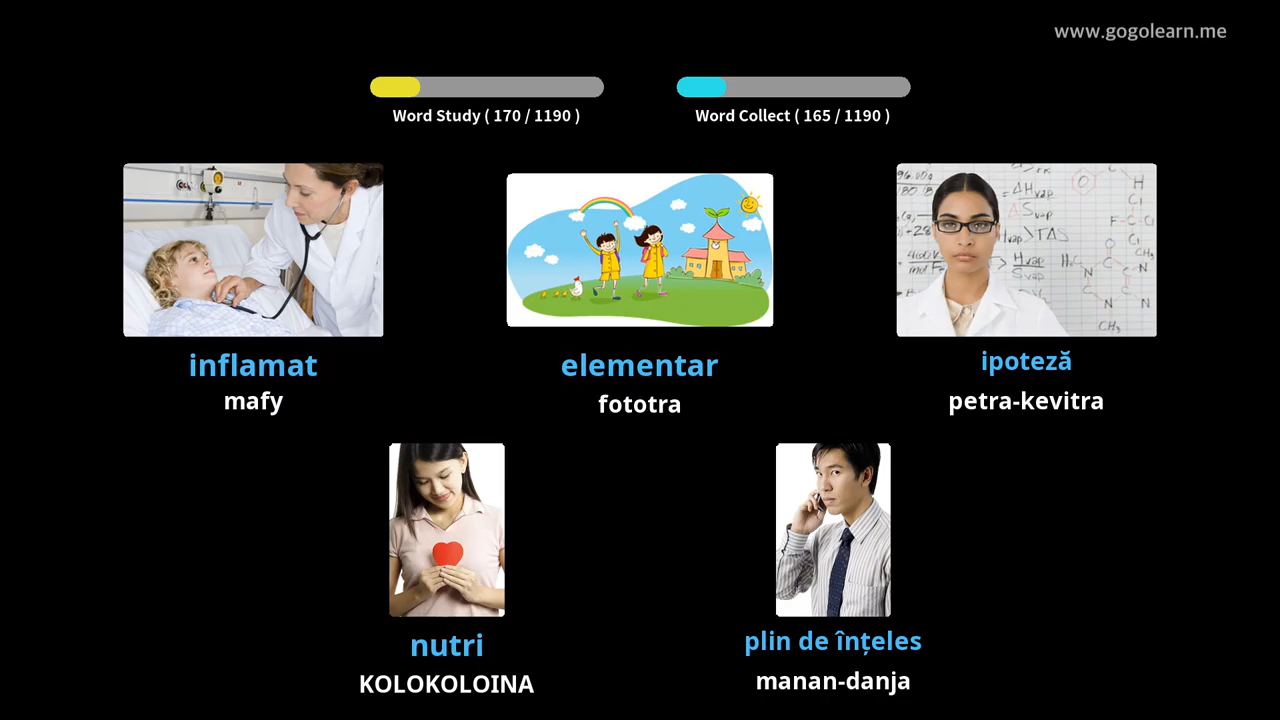 www.gogolearn.me
Word Study ( 170 / 1190 )
Word Collect ( 165 / 1190 )
inflamat
mafy
elementar
fototra
ipoteză
petra-kevitra
nutri
KOLOKOLOINA
plin de înțeles
manan-danja